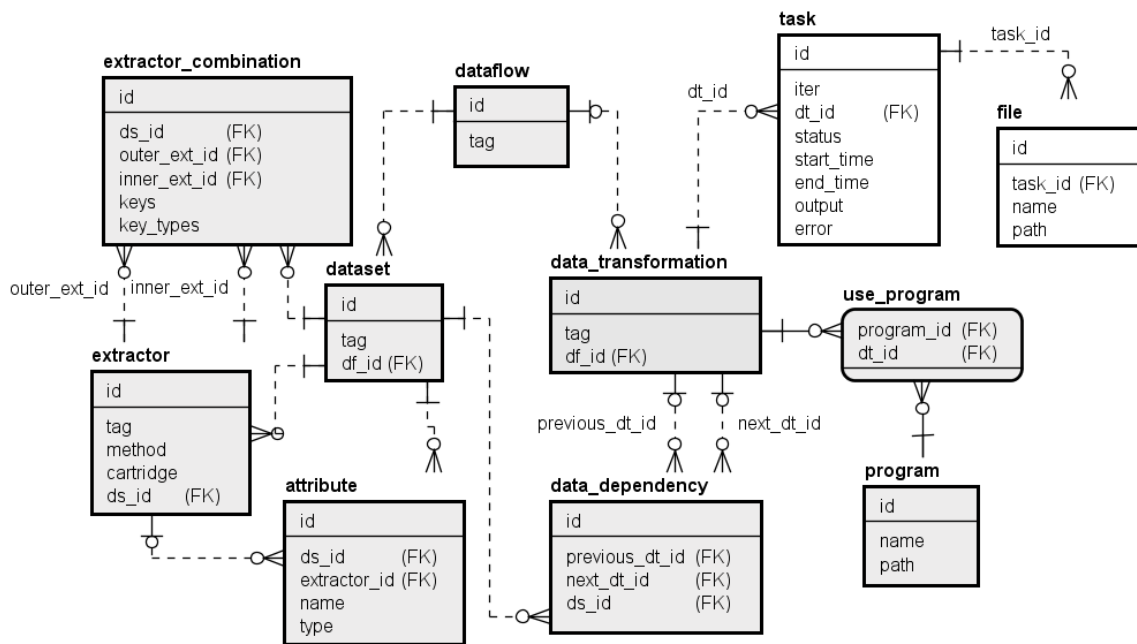 extractor_combination
id
ds_id (FK)
outer_ext_id (FK)
inner_ext_id (FK)
keys
key_types
dataflow
id
tag
task
id
iter
dt_id (FK)
status
start_time
end_time
output
error
task_id
dt_id
file
id
task_id (FK)
name
path
outer_ext_id
inner_ext_id
dataset
id
tag
df_id (FK)
data_transformation
id
tag
df_id (FK)
use_program
program_id (FK)
dt_id (FK)
extractor
id
tag
method
cartridge
ds_id (FK)
previous_dt_id
next_dt_id
attribute
id
ds_id (FK)
extractor_id (FK)
name
type
data_dependency
id
previous_dt_id (FK)
next_dt_id (FK)
ds_id (FK)
program
id
name
path